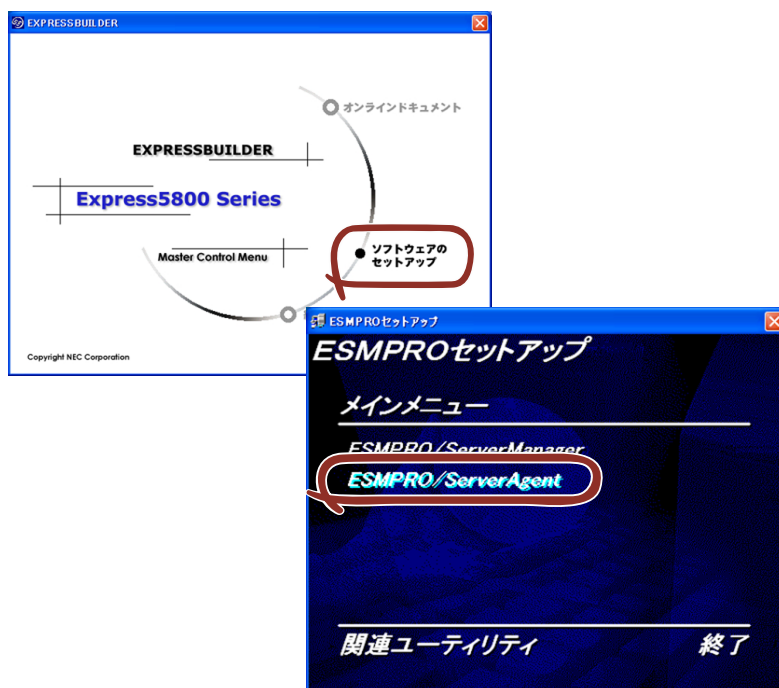 EXPRESSBUILDER
オンラインドキュメント
EXPRESSBUILDER
Express5800 Series
ソフトウェアの
セットアップ
Master Control Menu
Copyright NEC Corporation
ESMPROセットアップ
ESMPROセットアップ
メインメニュー
ESMPRO/ServerManager
ESMPRO/ServerAgent
関連ユーティリティ
終了